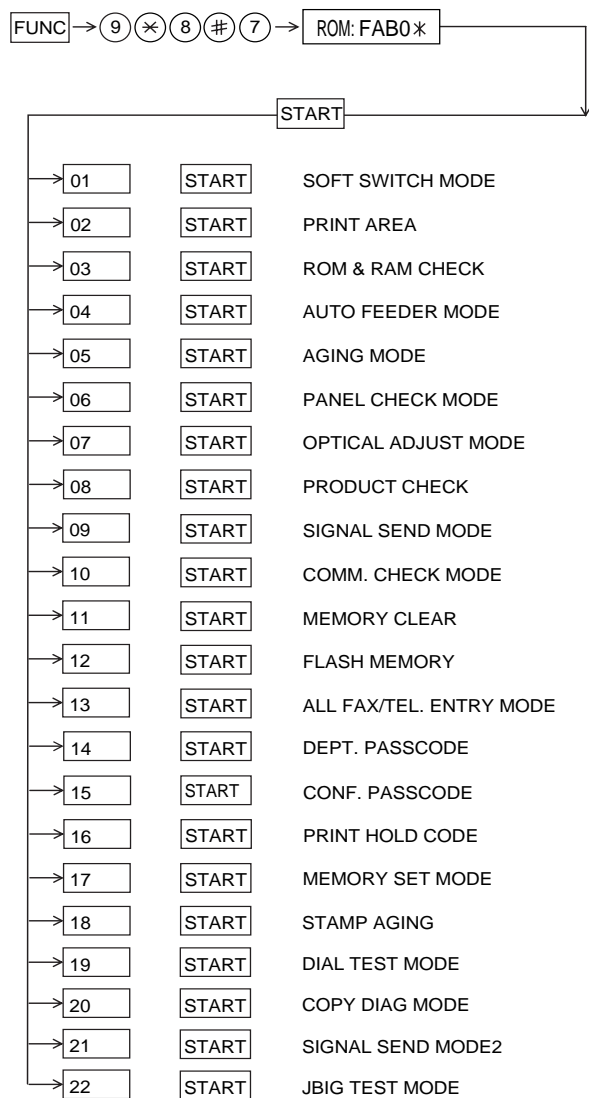 FUNC → 9 ✳ 8 # 7 → ROM: FAB0✳
START
01 START SOFT SWITCH MODE
02 START PRINT AREA
03 START ROM & RAM CHECK
04 START AUTO FEEDER MODE
05 START AGING MODE
06 START PANEL CHECK MODE
07 START OPTICAL ADJUST MODE
08 START PRODUCT CHECK
09 START SIGNAL SEND MODE
10 START COMM. CHECK MODE
11 START MEMORY CLEAR
12 START FLASH MEMORY
13 START ALL FAX/TEL. ENTRY MODE
14 START DEPT. PASSCODE
15 START CONF. PASSCODE
16 START PRINT HOLD CODE
17 START MEMORY SET MODE
18 START STAMP AGING
19 START DIAL TEST MODE
20 START COPY DIAG MODE
21 START SIGNAL SEND MODE2
22 START JBIG TEST MODE